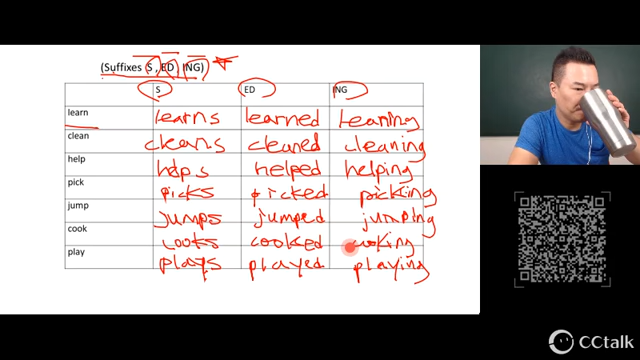 (Suffixes S, ED ING)
S ED ING
learn learns learned Leaning
clean cleans cleaned cleaning
help helps helped helping
pick picks picked picking
jump jumps jumped jumping
cook cooks cooked cooking
play plays played playing
CCtalk